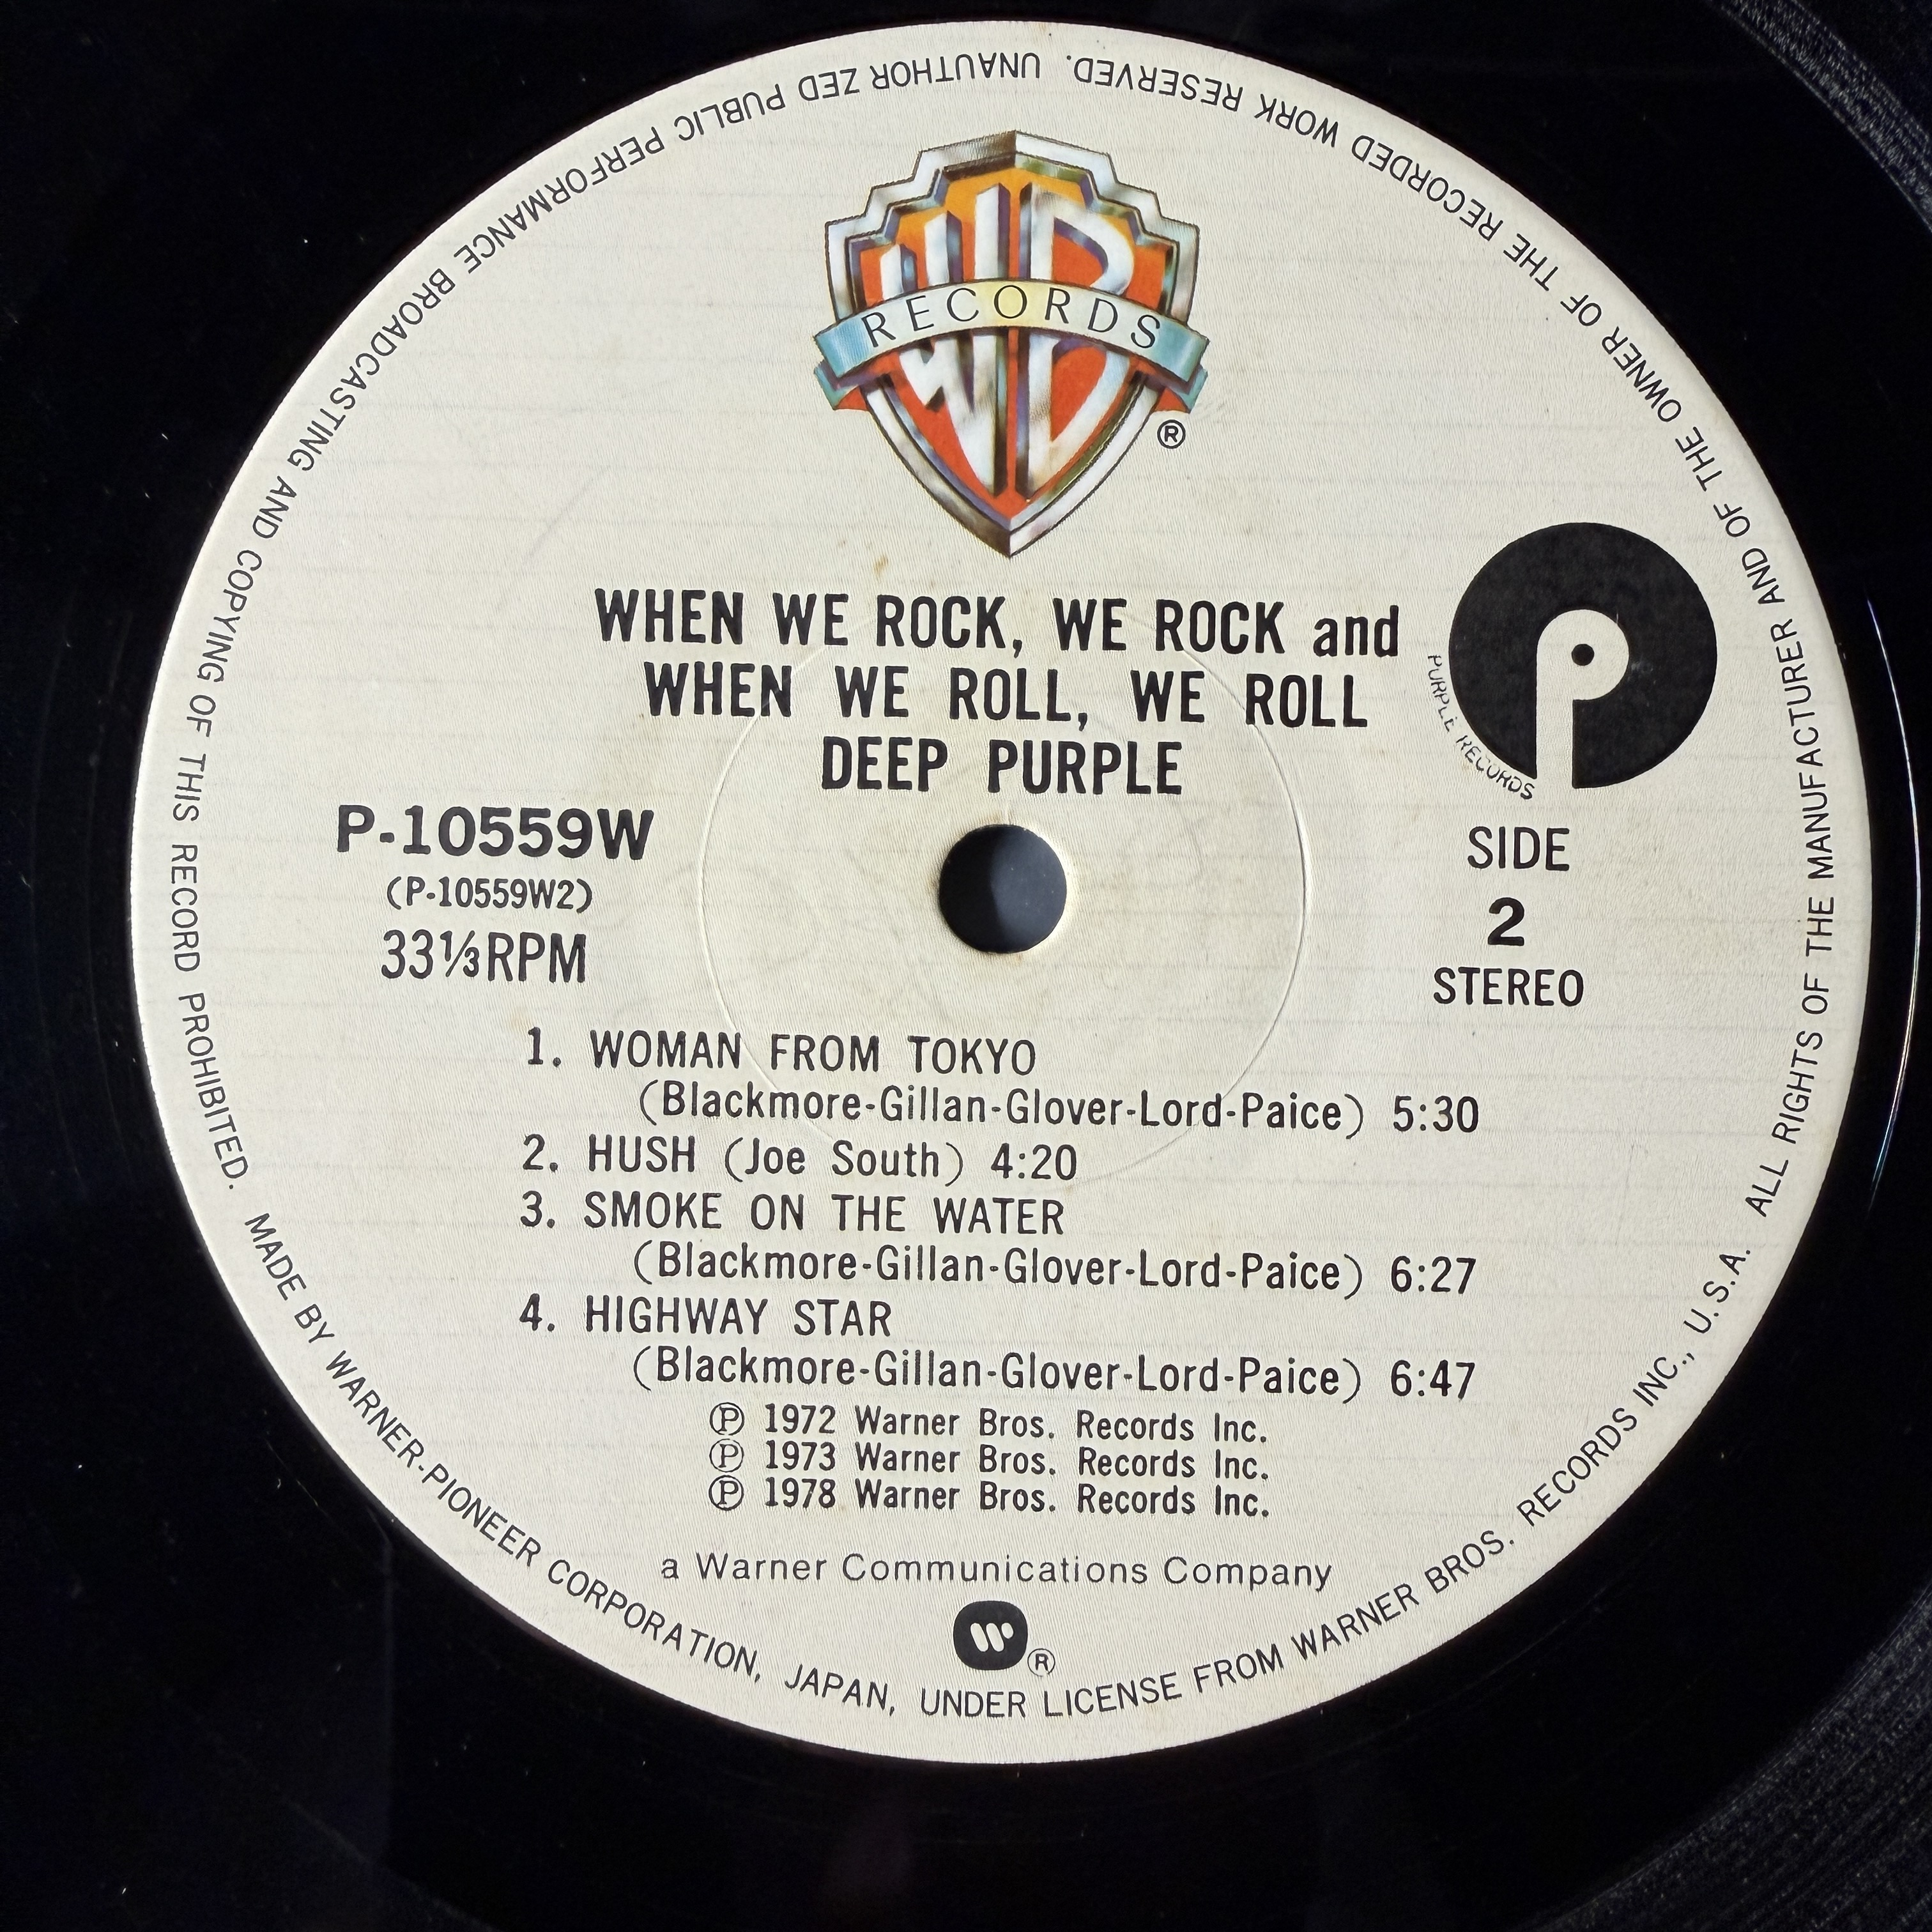 WB
RECORDS
®
WHEN WE ROCK, WE ROCK and
WHEN WE ROLL, WE ROLL
DEEP PURPLE
PURPLE RECORDS
P-10559W
(P-10559W2)
33⅓RPM
SIDE
2
STEREO
1. WOMAN FROM TOKYO
(Blackmore-Gillan-Glover-Lord-Paice) 5:30
2. HUSH (Joe South) 4:20
3. SMOKE ON THE WATER
(Blackmore-Gillan-Glover-Lord-Paice) 6:27
4. HIGHWAY STAR
(Blackmore-Gillan-Glover-Lord-Paice) 6:47
Ⓟ 1972 Warner Bros. Records Inc.
Ⓟ 1973 Warner Bros. Records Inc.
Ⓟ 1978 Warner Bros. Records Inc.
a Warner Communications Company
W ®
MADE BY WARNER-PIONEER CORPORATION, JAPAN, UNDER LICENSE FROM WARNER BROS. RECORDS INC., U.S.A. ALL RIGHTS OF THE MANUFACTURER AND OF THE OWNER OF THE RECORDED WORK RESERVED. UNAUTHOR ZED PUBLIC PERFORMANCE BROADCASTING AND COPYING OF THIS RECORD PROHIBITED.